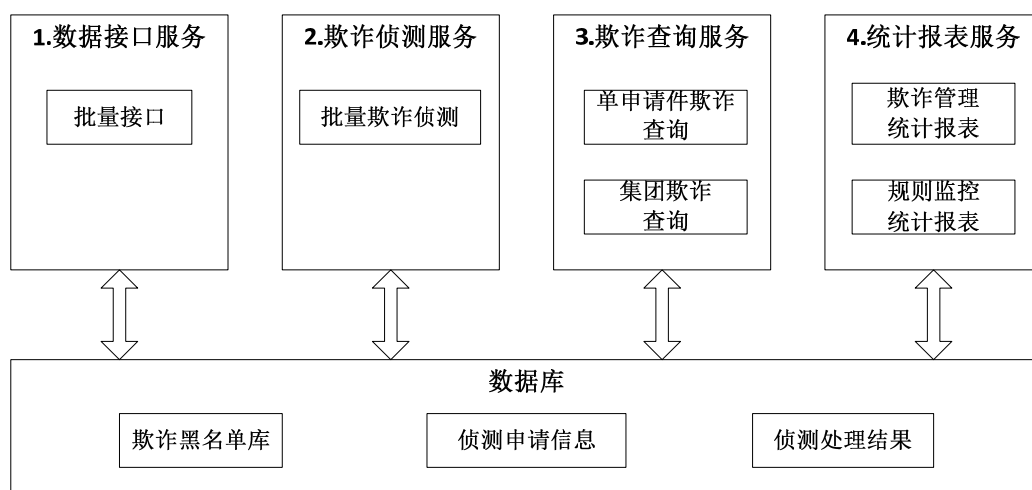 1.数据接口服务
批量接口
2.欺诈侦测服务
批量欺诈侦测
3.欺诈查询服务
单申请件欺诈
查询
集团欺诈
查询
4.统计报表服务
欺诈管理
统计报表
规则监控
统计报表
数据库
欺诈黑名单库
侦测申请信息
侦测处理结果